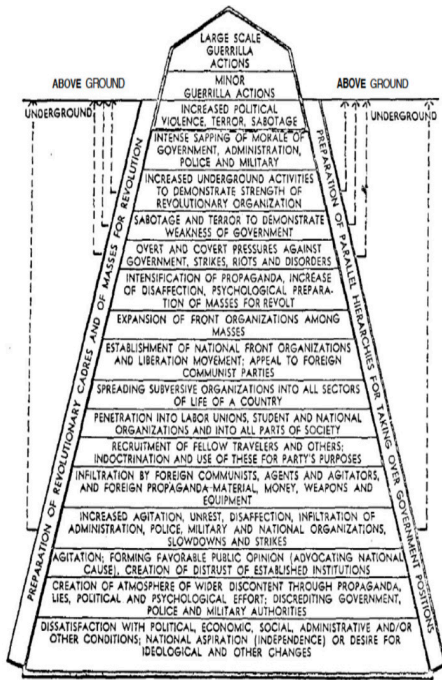 LARGE SCALE
GUERRILLA
ACTIONS
MINOR
GUERRILLA ACTIONS
ABOVE GROUND
ABOVE GROUND
UNDERGROUND
UNDERGROUND
INCREASED POLITICAL
VIOLENCE, TERROR, SABOTAGE
INTENSE SAPPING OF MORALE OF
GOVERNMENT, ADMINISTRATION,
POLICE AND MILITARY
INCREASED UNDERGROUND ACTIVITIES
TO DEMONSTRATE STRENGTH OF
REVOLUTIONARY ORGANIZATION
SABOTAGE AND TERROR TO DEMONSTRATE
WEAKNESS OF GOVERNMENT
OVERT AND COVERT PRESSURES AGAINST
GOVERNMENT, STRIKES, RIOTS AND DISORDERS
INTENSIFICATION OF PROPAGANDA, INCREASE
OF DISAFFECTION, PSYCHOLOGICAL PREPARA-
TION OF MASSES FOR REVOLT
EXPANSION OF FRONT ORGANIZATIONS AMONG
MASSES
ESTABLISHMENT OF NATIONAL FRONT ORGANIZATIONS
AND LIBERATION MOVEMENT; APPEAL TO FOREIGN
COMMUNIST PARTIES
SPREADING SUBVERSIVE ORGANIZATIONS INTO ALL SECTORS
OF LIFE OF A COUNTRY
PENETRATION INTO LABOR UNIONS, STUDENT AND NATIONAL
ORGANIZATIONS AND INTO ALL PARTS OF SOCIETY
RECRUITMENT OF FELLOW TRAVELERS AND OTHERS;
INDOCTRINATION AND USE OF THESE FOR PARTY'S PURPOSES
INFILTRATION BY FOREIGN COMMUNISTS, AGENTS AND AGITATORS,
AND FOREIGN PROPAGANDA-MATERIAL, MONEY, WEAPONS AND
EQUIPMENT
INCREASED AGITATION, UNREST, DISAFFECTION, INFILTRATION OF
ADMINISTRATION, POLICE, MILITARY AND NATIONAL ORGANIZATIONS,
SLOWDOWNS AND STRIKES
AGITATION; FORMING FAVORABLE PUBLIC OPINION (ADVOCATING NATIONAL
CAUSE), CREATION OF DISTRUST OF ESTABLISHED INSTITUTIONS
CREATION OF ATMOSPHERE OF WIDER DISCONTENT THROUGH PROPAGANDA,
LIES, POLITICAL AND PSYCHOLOGICAL EFFORT; DISCREDITING GOVERNMENT,
POLICE AND MILITARY AUTHORITIES
DISSATISFACTION WITH POLITICAL, ECONOMIC, SOCIAL, ADMINISTRATIVE AND/OR
OTHER CONDITIONS; NATIONAL ASPIRATION (INDEPENDENCE) OR DESIRE FOR
IDEOLOGICAL AND OTHER CHANGES
PREPARATION OF REVOLUTIONARY CADRES AND OF MASSES FOR REVOLUTION
PREPARATION OF PARALLEL HIERARCHIES FOR TAKING OVER GOVERNMENT POSITIONS